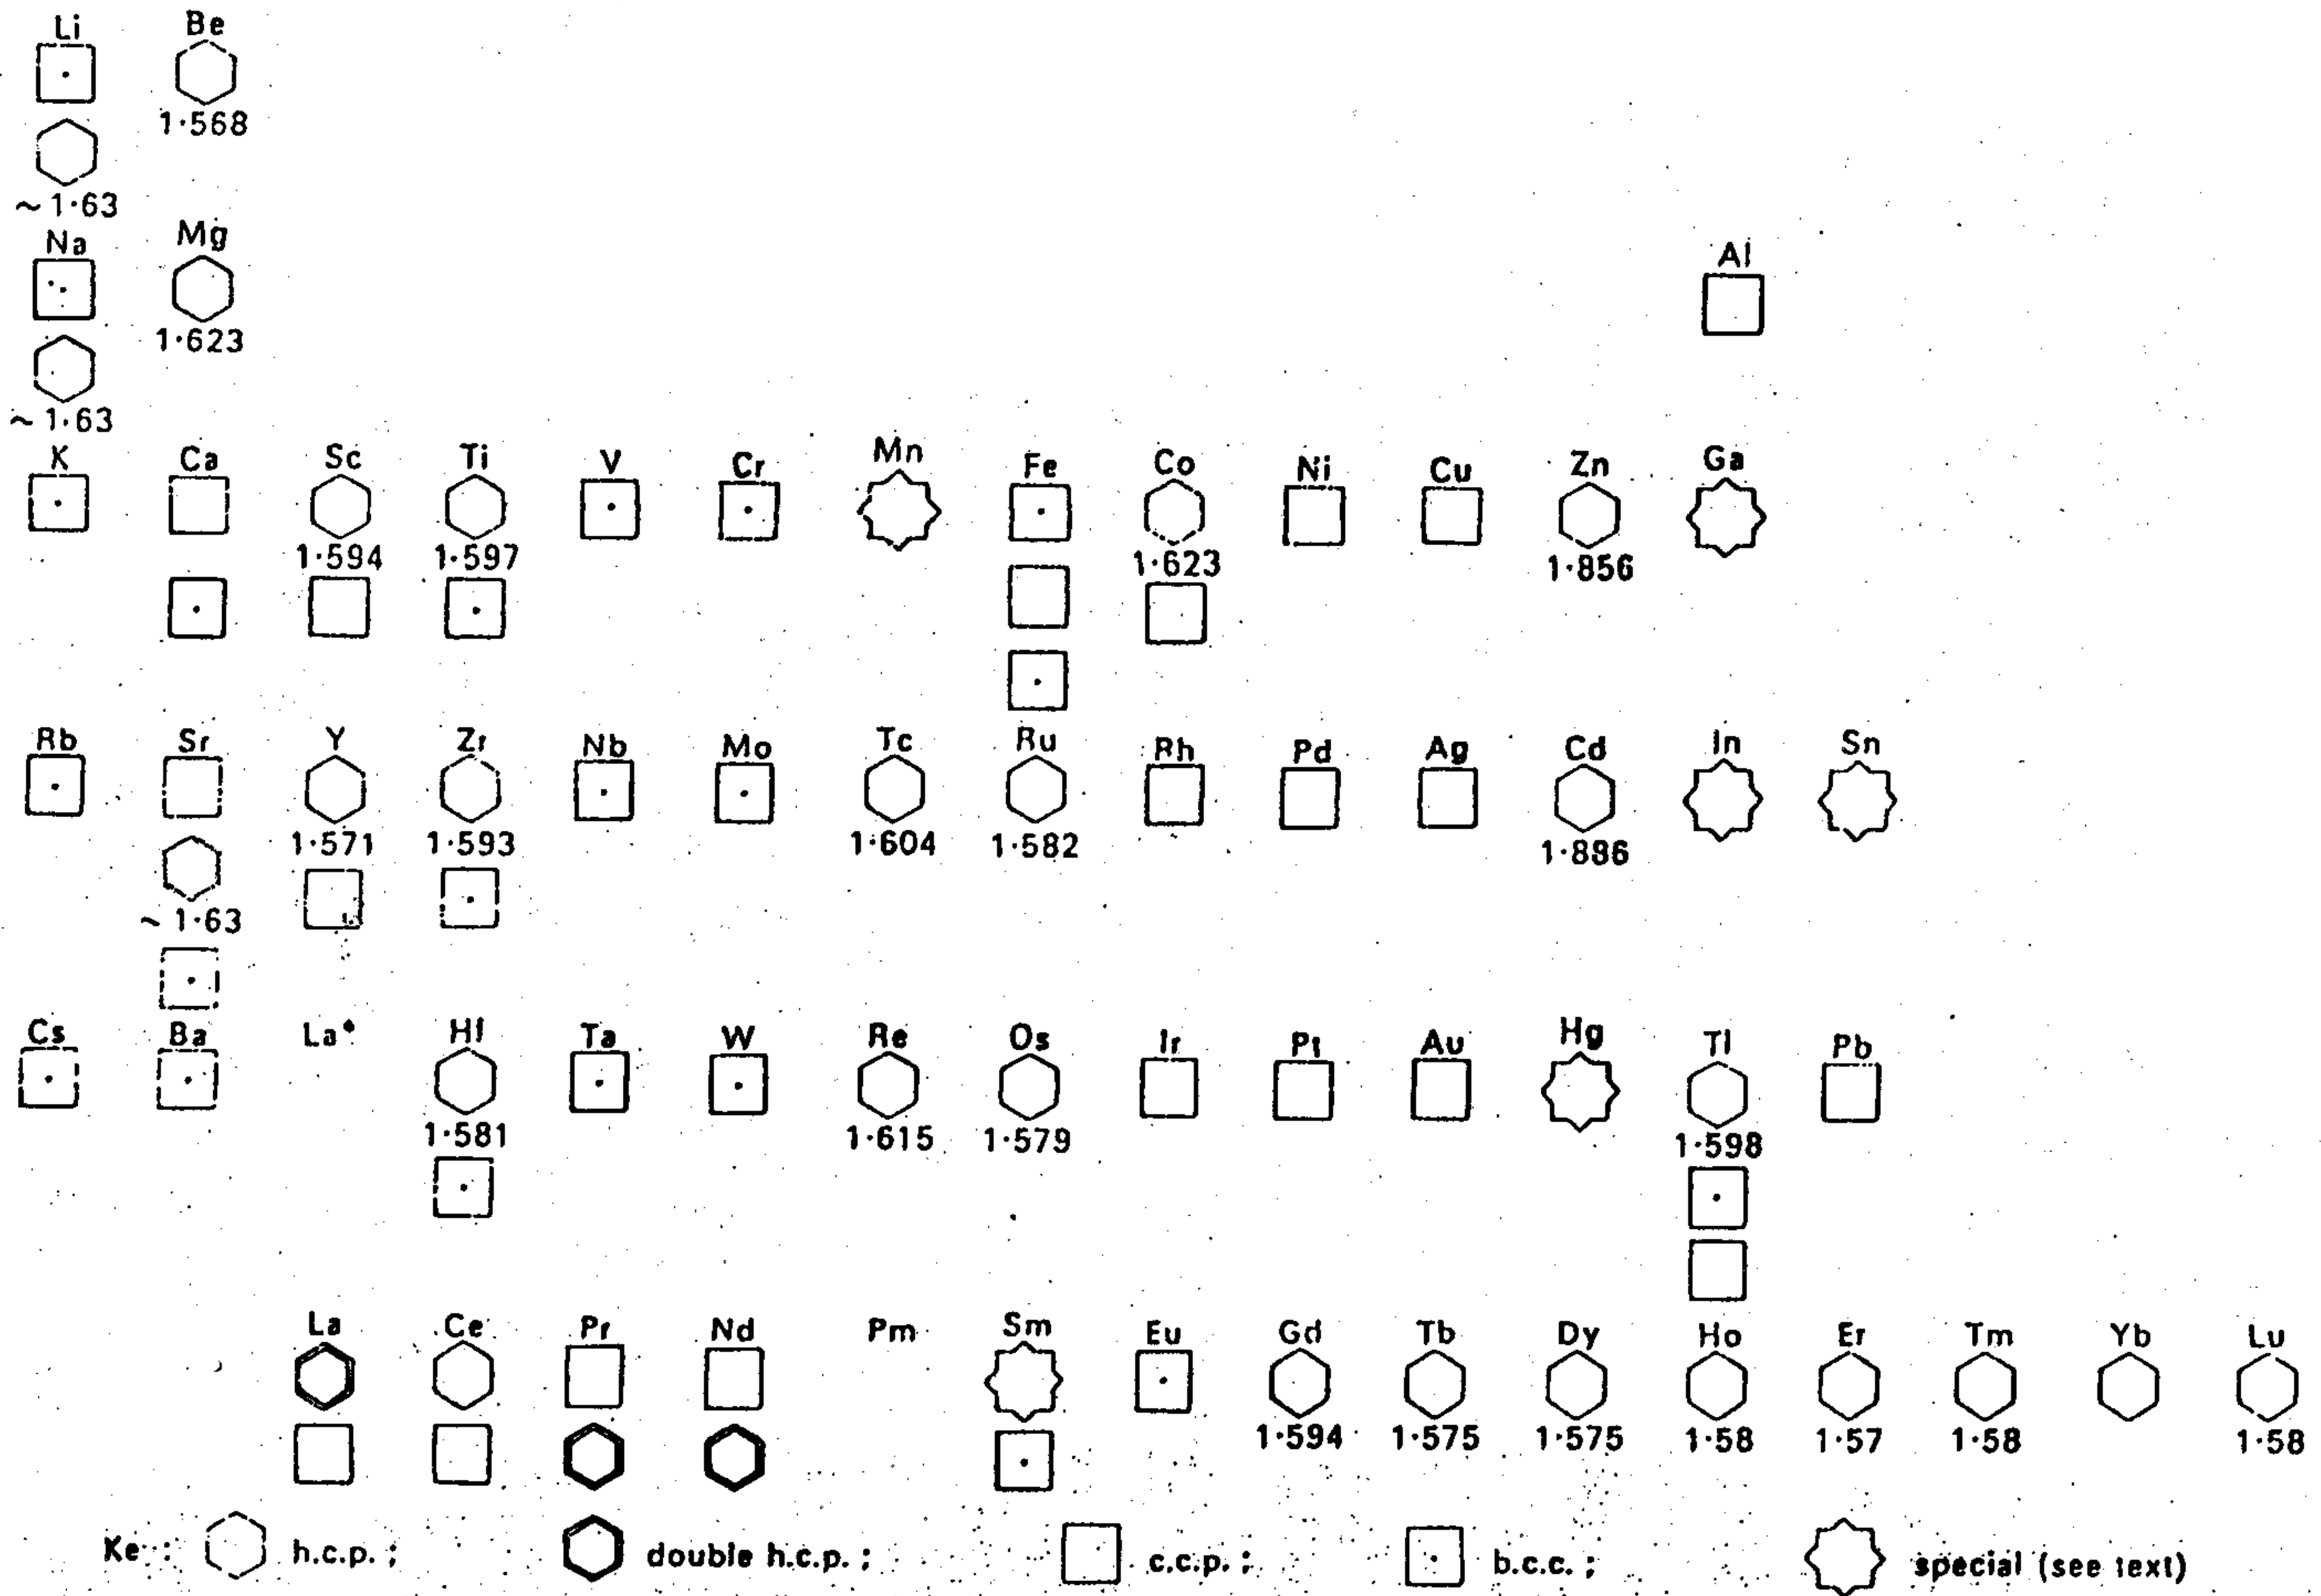 Li Be
1·568
~ 1·63
Na Mg Al
1·623
~ 1·63
K Ca Sc Ti V Cr Mn Fe Co Ni Cu Zn Ga
1·594 1·597 1·623 1·856
Rb Sr Y Zr Nb Mo Tc Ru Rh Pd Ag Cd In Sn
1·571 1·593 1·604 1·582 1·886
~ 1·63
Cs Ba La* Hf Ta W Re Os Ir Pt Au Hg Tl Pb
1·581 1·615 1·579 1·598
La Ce Pr Nd Pm Sm Eu Gd Tb Dy Ho Er Tm Yb Lu
1·594 1·575 1·575 1·58 1·57 1·58 1·58
Ke : h.c.p. ; double h.c.p. ; c.c.p. ; b.c.c. ; special (see text)